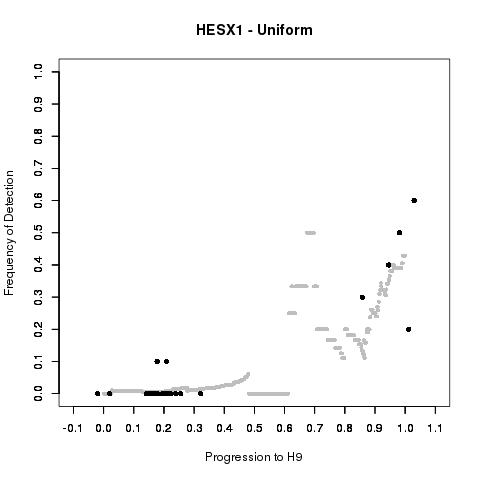 HESX1 - Uniform
Frequency of Detection
0.0 0.1 0.2 0.3 0.4 0.5 0.6 0.7 0.8 0.9 1.0
-0.1 0.0 0.1 0.2 0.3 0.4 0.5 0.6 0.7 0.8 0.9 1.0 1.1
Progression to H9